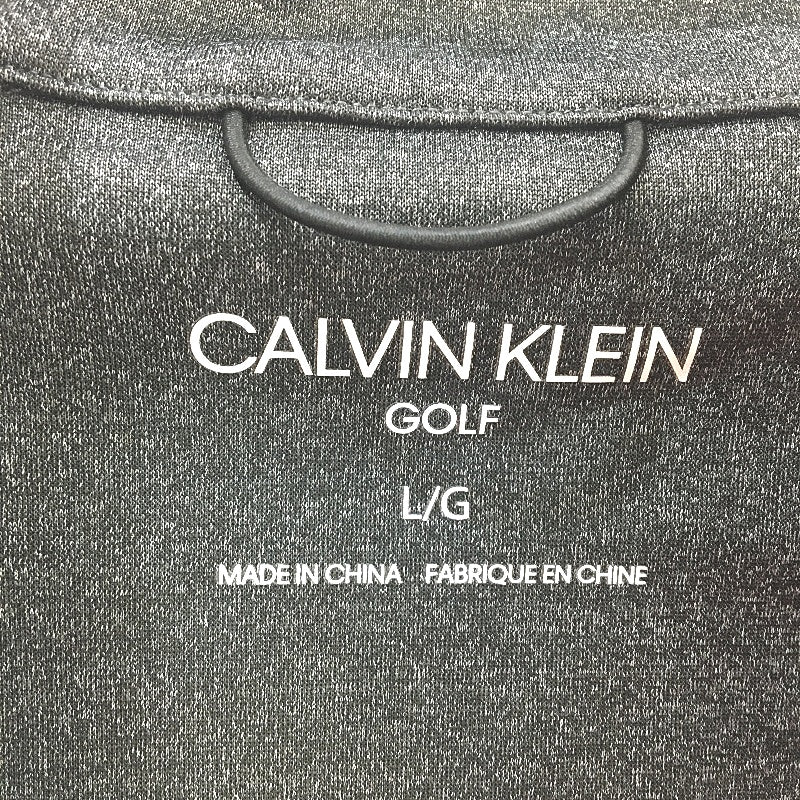 CALVIN KLEIN
GOLF
L/G
MADE IN CHINA FABRIQUE EN CHINE